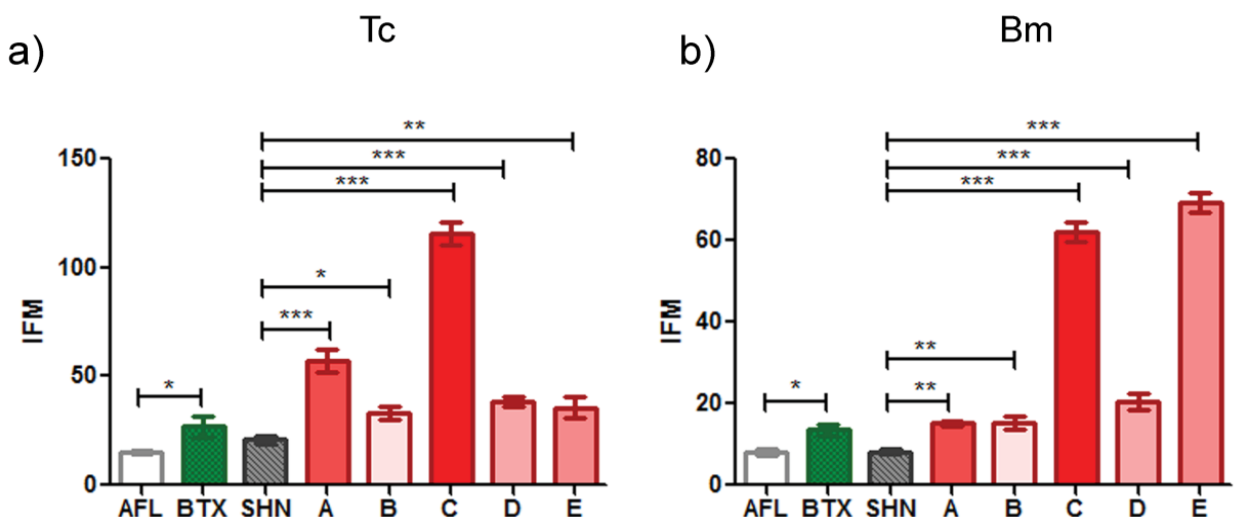 a)
Tc
IFM
150
100
50
0
**
***
***
*
***
*
AFL BTX SHN A B C D E
b)
Bm
IFM
80
60
40
20
0
***
***
***
**
**
*
AFL BTX SHN A B C D E